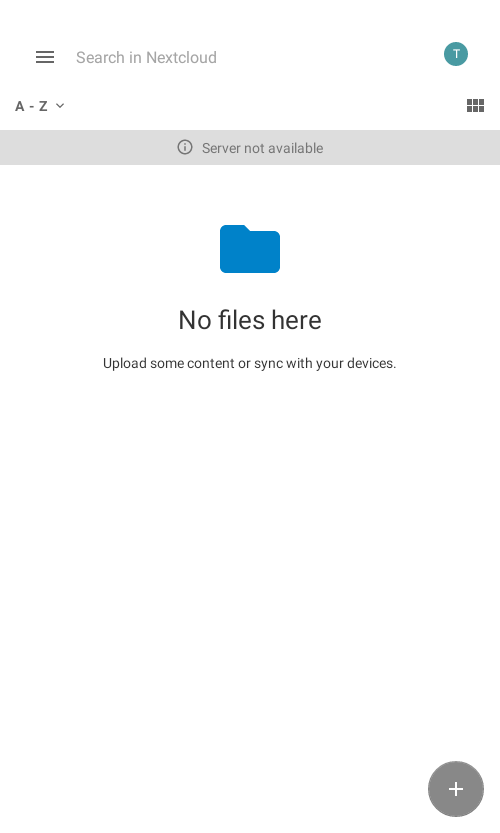 Search in Nextcloud
T
A - Z
Server not available
No files here
Upload some content or sync with your devices.